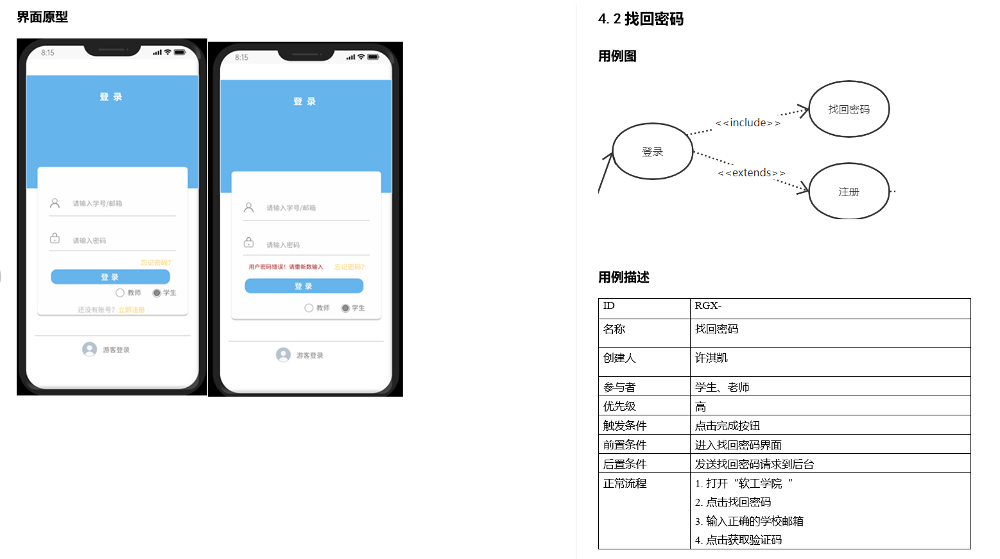 界面原型
8:15
登 录
请输入学号/邮箱
请输入密码
忘记密码?
登 录
教师 学生
还没有账号? 立即注册
游客登录
8:15
登 录
请输入学号/邮箱
请输入密码
用户密码错误! 请重新数输入 忘记密码?
登 录
教师 学生
游客登录
4. 2 找回密码
用例图
找回密码
<<include>>
登录
<<extends>>
注册
用例描述
ID RGX-
名称 找回密码
创建人 许淇凯
参与者 学生、老师
优先级 高
触发条件 点击完成按钮
前置条件 进入找回密码界面
后置条件 发送找回密码请求到后台
正常流程 1. 打开“软工学院 “
2. 点击找回密码
3. 输入正确的学校邮箱
4. 点击获取验证码